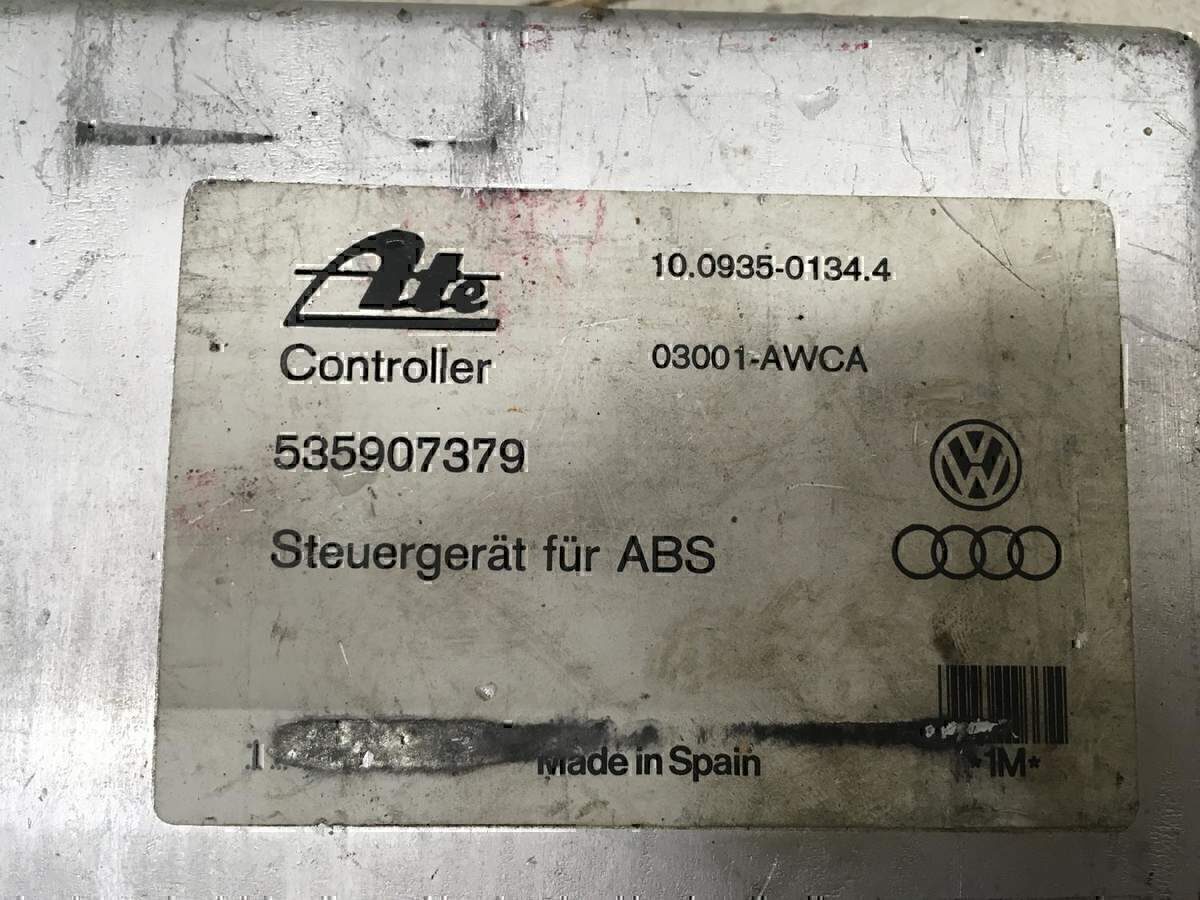 Ate
10.0935-0134.4
Controller
03001-AWCA
535907379
Steuergerät für ABS
Made in Spain
*1M*